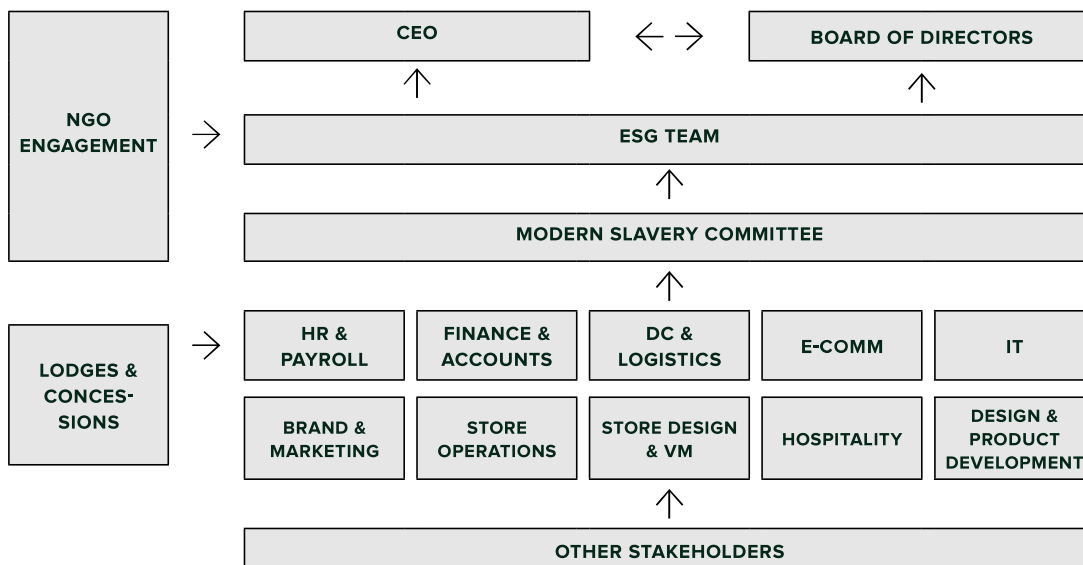 CEO
BOARD OF DIRECTORS
NGO
ENGAGEMENT
ESG TEAM
MODERN SLAVERY COMMITTEE
LODGES &
CONCES-
SIONS
HR &
PAYROLL
FINANCE &
ACCOUNTS
DC &
LOGISTICS
E-COMM
IT
BRAND &
MARKETING
STORE
OPERATIONS
STORE DESIGN
& VM
HOSPITALITY
DESIGN &
PRODUCT
DEVELOPMENT
OTHER STAKEHOLDERS